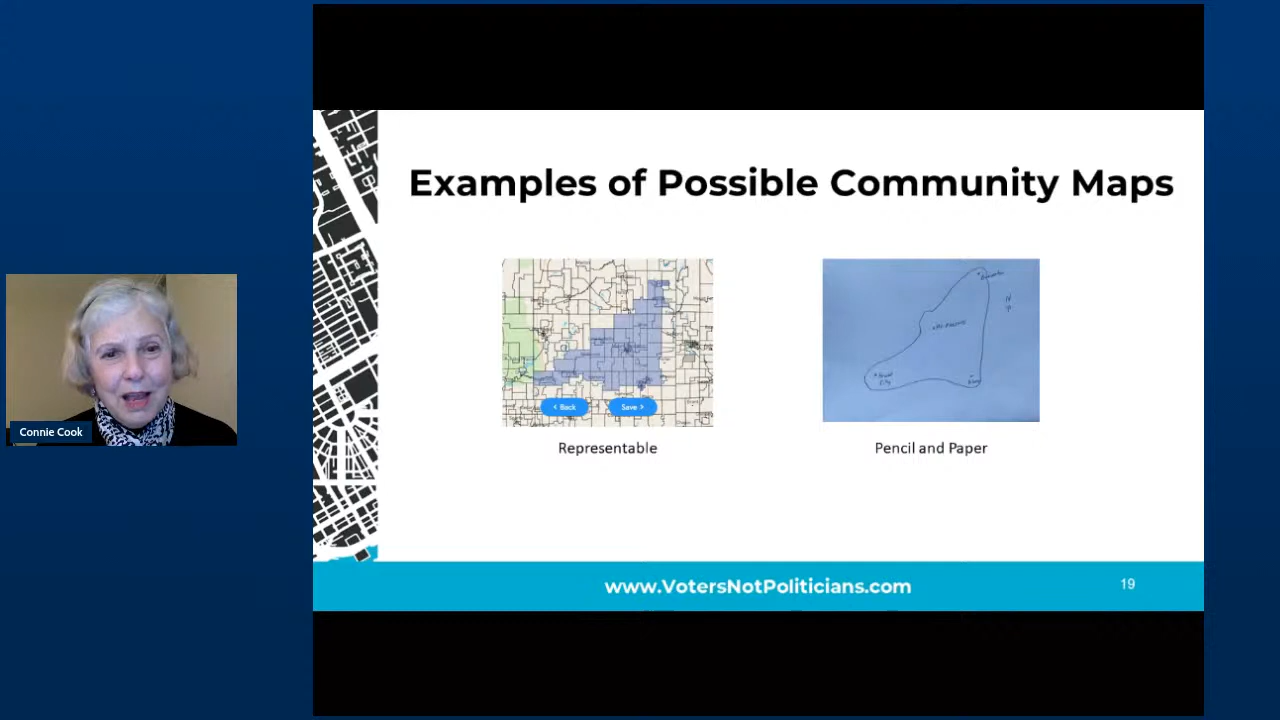 Examples of Possible Community Maps
< Back
Save >
Representable
Pencil and Paper
Connie Cook
www.VotersNotPoliticians.com
19